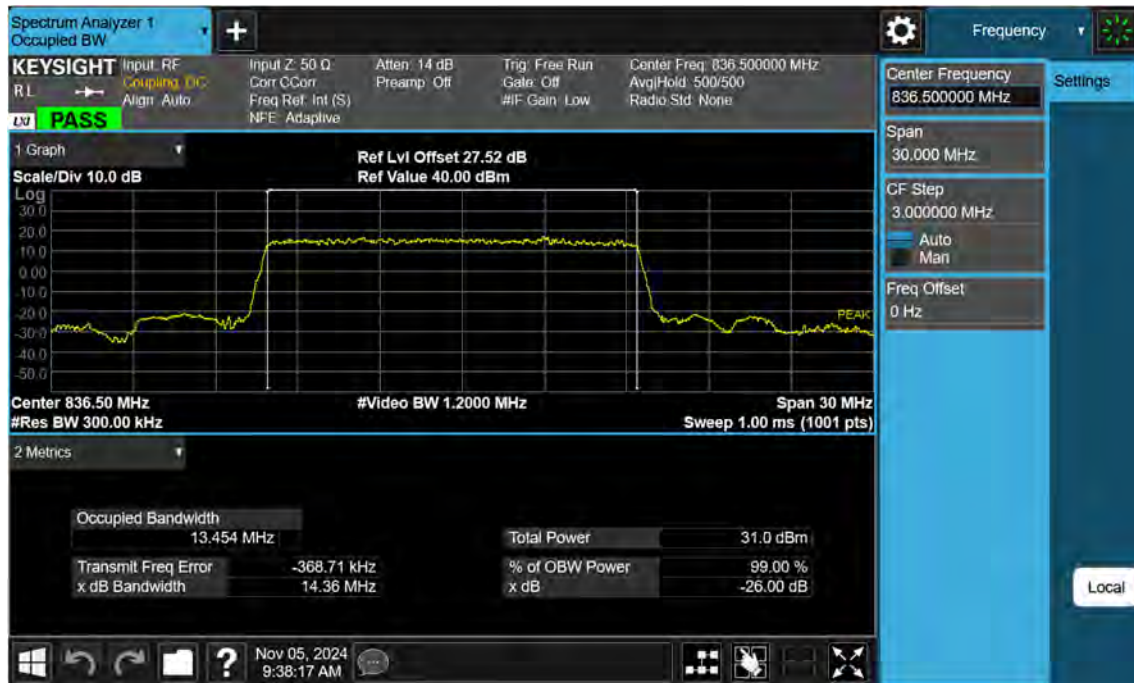 Spectrum Analyzer 1
Occupied BW
Frequency
KEYSIGHT
RL
LXI PASS
Input: RF
Coupling: DC
Align: Auto
Input Z: 50 Ω
Corr CCorr
Freq Ref: Int (S)
NFE: Adaptive
Atten: 14 dB
Preamp: Off
Trig: Free Run
Gate: Off
#IF Gain: Low
Center Freq: 836.500000 MHz
Avg|Hold: 500/500
Radio Std: None
1 Graph
Scale/Div 10.0 dB
Ref Lvl Offset 27.52 dB
Ref Value 40.00 dBm
Log
30.0
20.0
10.0
0.00
-10.0
-20.0
-30.0
-40.0
-50.0
PEAK
Center 836.50 MHz
#Video BW 1.2000 MHz
Span 30 MHz
#Res BW 300.00 kHz
Sweep 1.00 ms (1001 pts)
2 Metrics
Occupied Bandwidth
13.454 MHz
Total Power 31.0 dBm
Transmit Freq Error -368.71 kHz
% of OBW Power 99.00 %
x dB Bandwidth 14.36 MHz
x dB -26.00 dB
Center Frequency
836.500000 MHz
Settings
Span
30.000 MHz
CF Step
3.000000 MHz
Auto
Man
Freq Offset
0 Hz
Local
?
Nov 05, 2024
9:38:17 AM